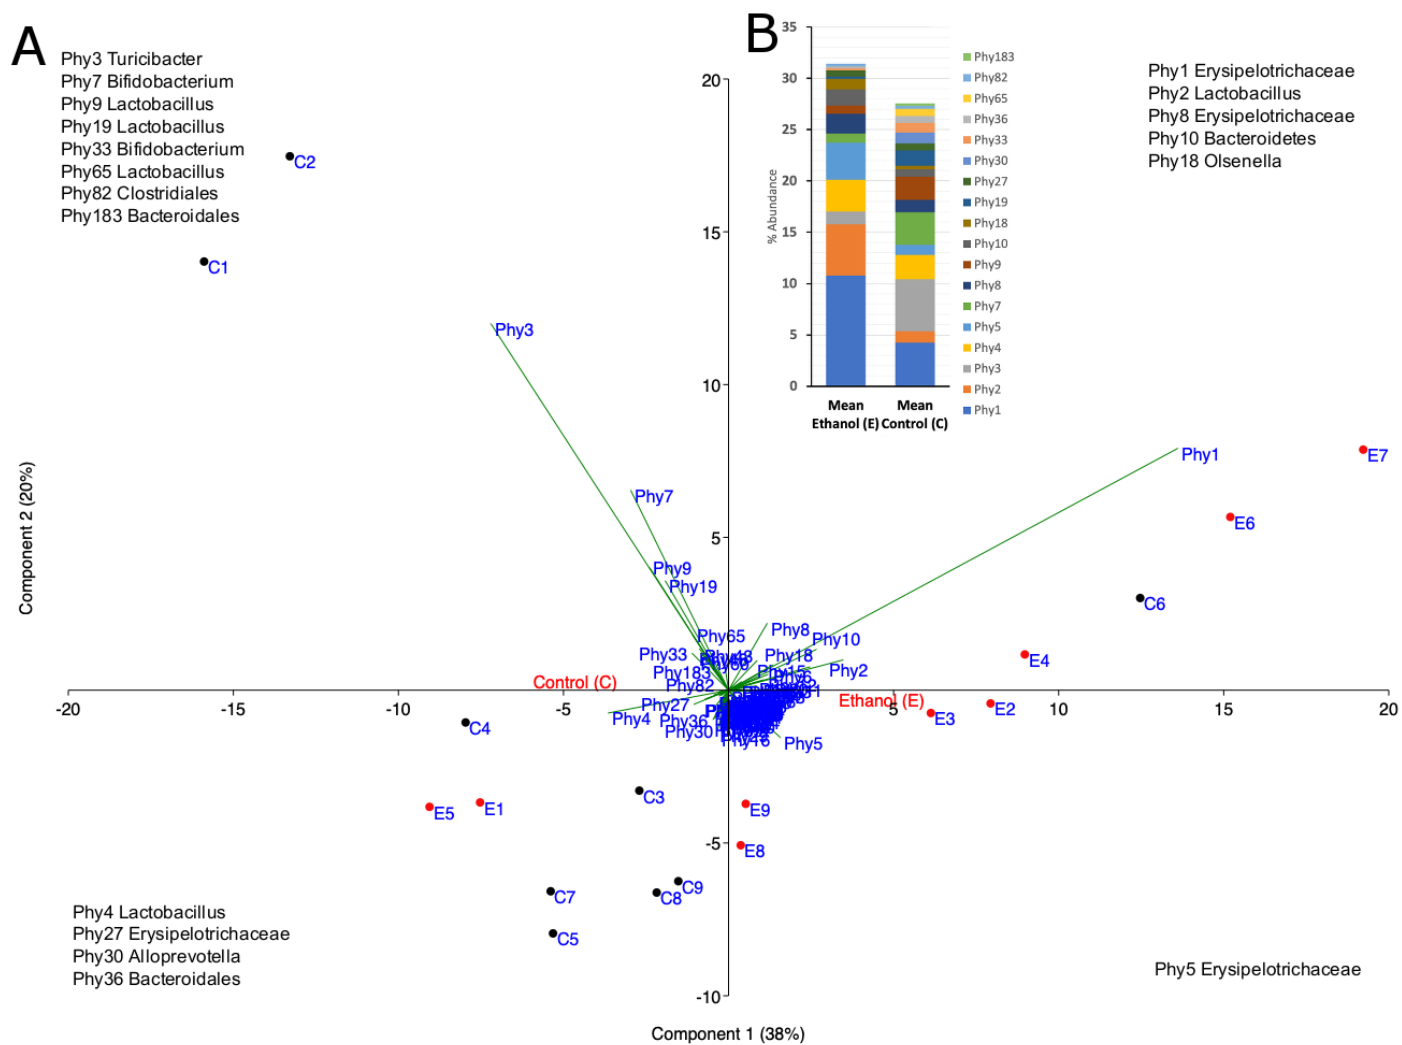 A
Phy3 Turicibacter
Phy7 Bifidobacterium
Phy9 Lactobacillus
Phy19 Lactobacillus
Phy33 Bifidobacterium
Phy65 Lactobacillus
Phy82 Clostridiales
Phy183 Bacteroidales
B
% Abundance
35
30
25
20
15
10
5
0
Mean Ethanol (E)
Mean Control (C)
Phy183
Phy82
Phy65
Phy36
Phy33
Phy30
Phy27
Phy19
Phy18
Phy10
Phy9
Phy8
Phy7
Phy5
Phy4
Phy3
Phy2
Phy1
Phy1 Erysipelotrichaceae
Phy2 Lactobacillus
Phy8 Erysipelotrichaceae
Phy10 Bacteroidetes
Phy18 Olsenella
Component 2 (20%)
20
15
10
5
-5
-10
C2
C1
Phy3
Phy7
Phy9
Phy19
Phy1
E7
E6
C6
E4
Phy65
Phy8
Phy10
Phy33
Phy18
Phy183
Phy15
Phy2
Phy82
Control (C)
Ethanol (E)
-20
-15
-10
-5
5
10
15
20
Phy27
Phy4
Phy36
Phy30
Phy16
Phy5
E3
E2
C4
E5
E1
C3
E9
E8
C7
C8
C9
C5
Phy4 Lactobacillus
Phy27 Erysipelotrichaceae
Phy30 Alloprevotella
Phy36 Bacteroidales
Phy5 Erysipelotrichaceae
Component 1 (38%)